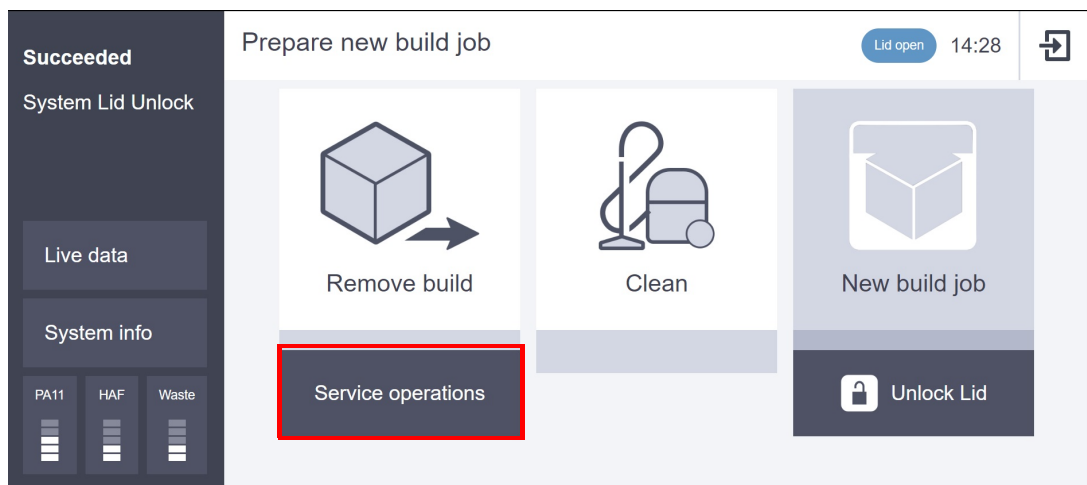 Succeeded
System Lid Unlock
Live data
System info
PA11 HAF Waste
Prepare new build job
Lid open 14:28
Remove build
Clean
New build job
Service operations
Unlock Lid